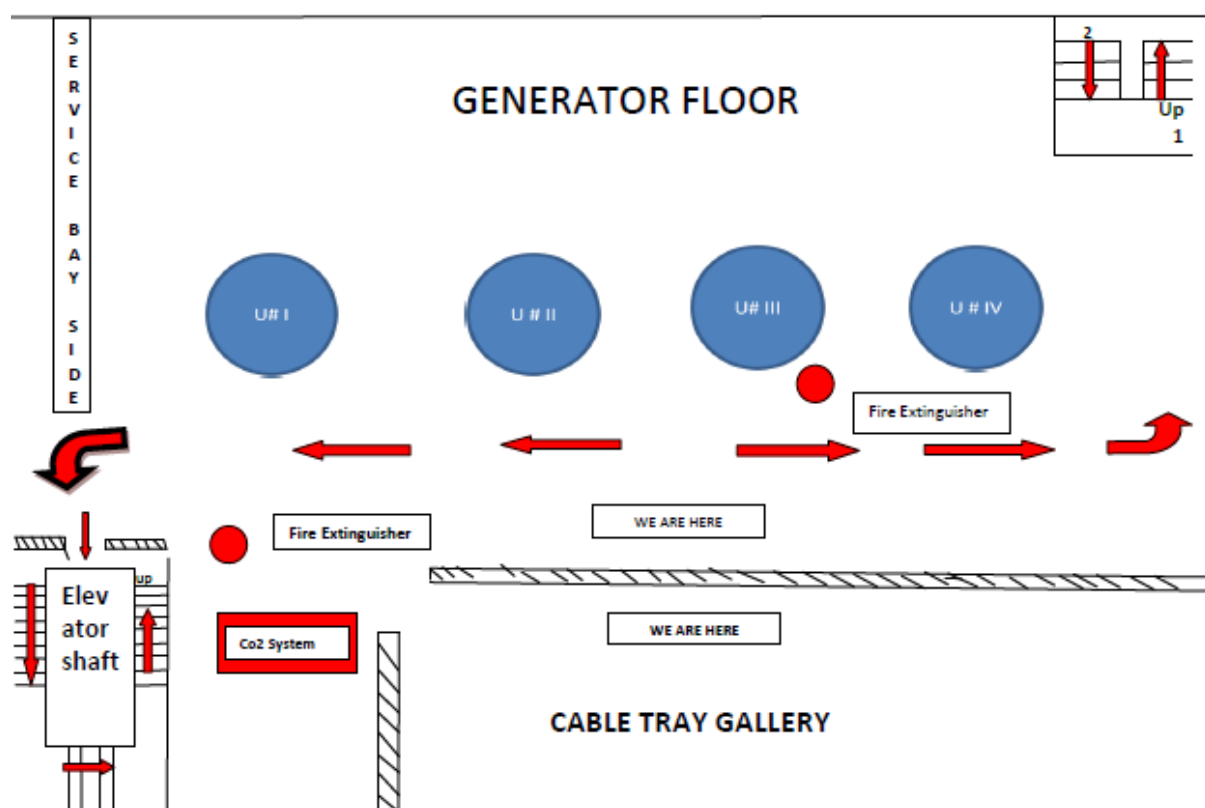 SERVICE BAY SIDE
GENERATOR FLOOR
2
Up
1
U# I
U # II
U# III
U # IV
Fire Extinguisher
Fire Extinguisher
WE ARE HERE
up
Elev
ator
shaft
Co2 System
WE ARE HERE
CABLE TRAY GALLERY